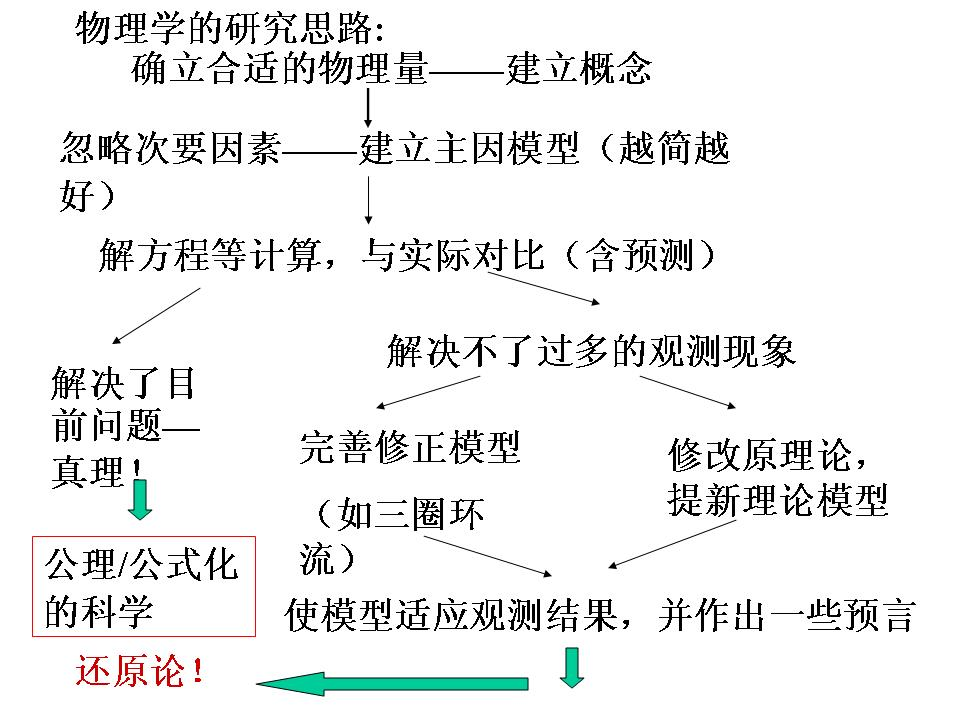 物理学的研究思路:
确立合适的物理量——建立概念
忽略次要因素——建立主因模型（越简越
好）
解方程等计算，与实际对比（含预测）
解决不了过多的观测现象
解决了目
前问题—
真理！
完善修正模型
（如三圈环
流）
修改原理论，
提新理论模型
公理/公式化
的科学
使模型适应观测结果，并作出一些预言
还原论！